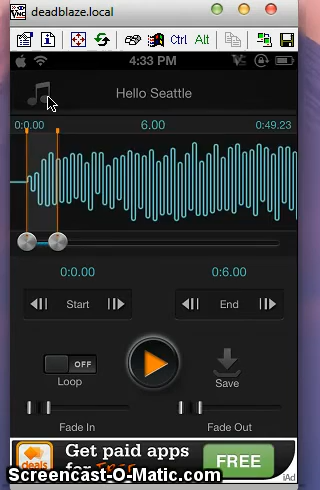 deadblaze.local
Ctrl Alt
4:33 PM
Hello Seattle
0:0.00 6.00 0:49.23
0:0.00 0:6.00
Start End
OFF
Loop
Save
Fade In Fade Out
Get paid apps
for FREE
deals
FREE
iAd
Screencast-O-Matic.com